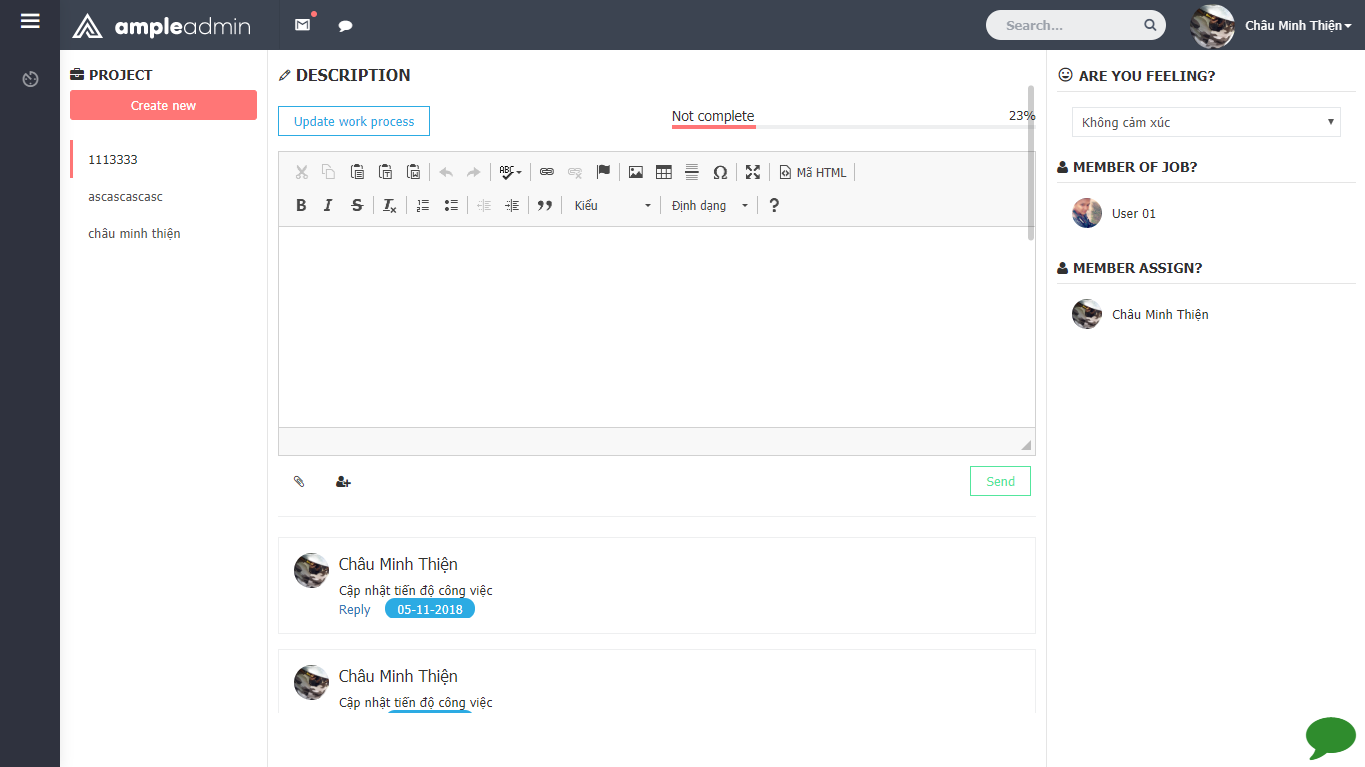 ampleadmin
Search...
Châu Minh Thiện
PROJECT
Create new
1113333
ascascascasc
châu minh thiện
DESCRIPTION
Update work process
Not complete 23%
ABC
Mã HTML
B I S Ix
Kiểu
Định dạng
?
Send
Châu Minh Thiện
Cập nhật tiến độ công việc
Reply 05-11-2018
Châu Minh Thiện
Cập nhật tiến độ công việc
ARE YOU FEELING?
Không cảm xúc
MEMBER OF JOB?
User 01
MEMBER ASSIGN?
Châu Minh Thiện